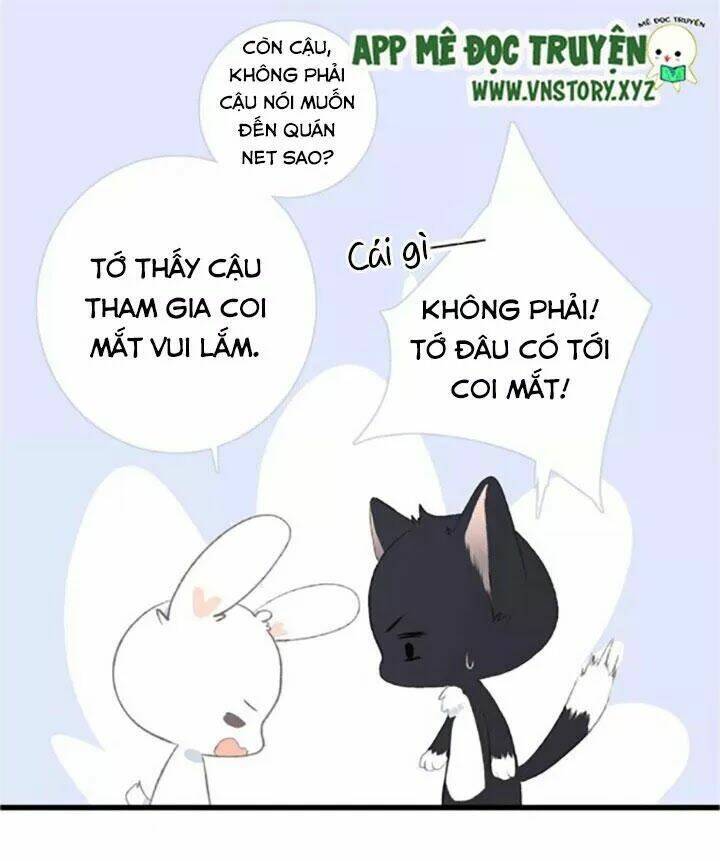 MÊ ĐỌC TRUYỆN
APP MÊ ĐỌC TRUYỆN
WWW.VNSTORY.XYZ
CÒN CẬU,
KHÔNG PHẢI
CẬU NÓI MUỐN
ĐẾN QUÁN
NET SAO?
TỚ THẤY CẬU
THAM GIA COI
MẮT VUI LẮM.
Cái gì
KHÔNG PHẢI!
TỚ ĐÂU CÓ TỚI
COI MẮT!